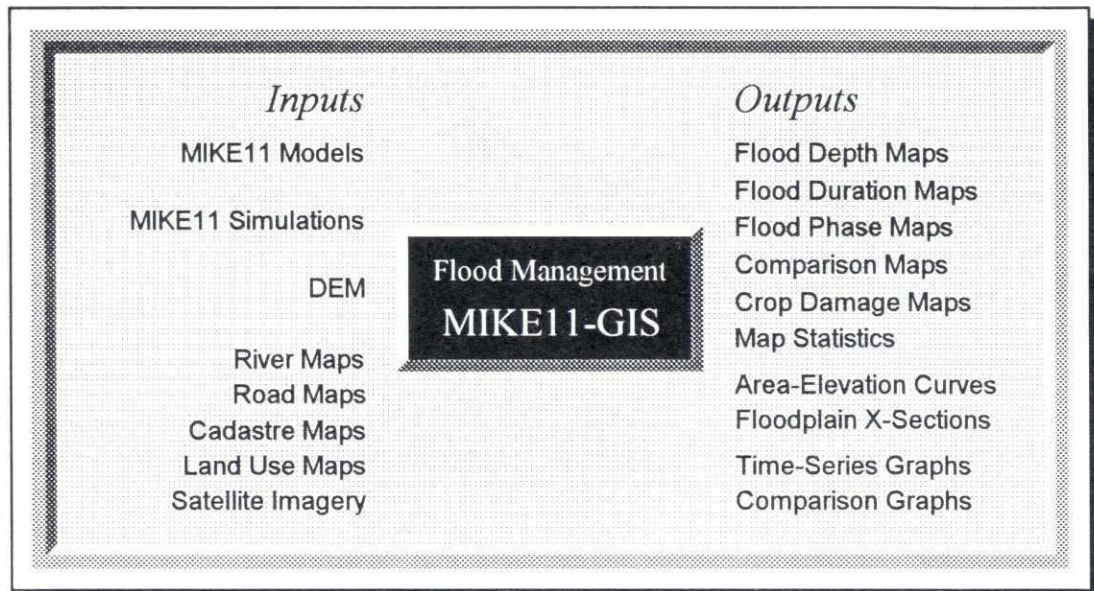 Inputs
MIKE11 Models
MIKE11 Simulations
DEM
River Maps
Road Maps
Cadastre Maps
Land Use Maps
Satellite Imagery
Flood Management
MIKE11-GIS
Outputs
Flood Depth Maps
Flood Duration Maps
Flood Phase Maps
Comparison Maps
Crop Damage Maps
Map Statistics
Area-Elevation Curves
Floodplain X-Sections
Time-Series Graphs
Comparison Graphs